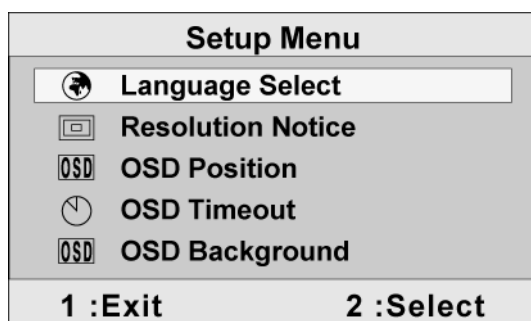 Setup Menu
Language Select
Resolution Notice
OSD OSD Position
OSD Timeout
OSD OSD Background
1 :Exit 2 :Select